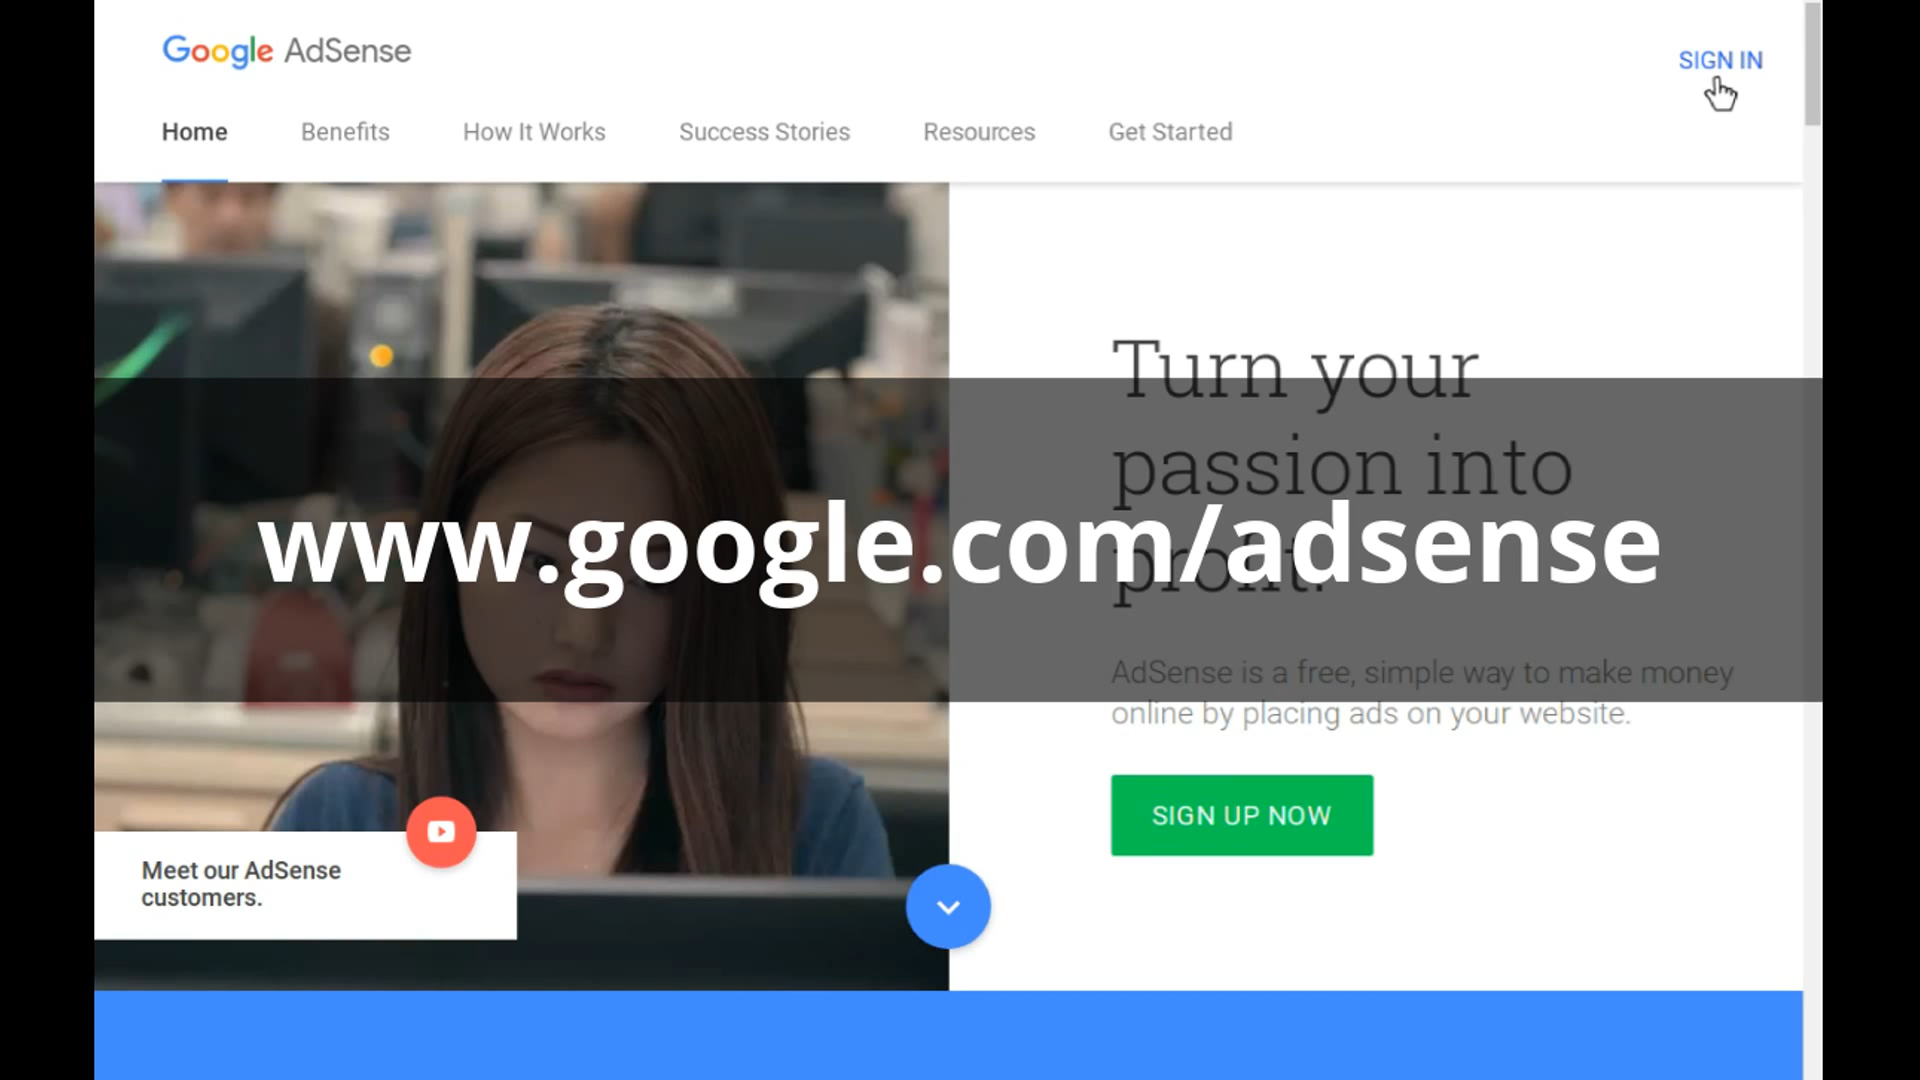 Google AdSense
SIGN IN
Home Benefits How It Works Success Stories Resources Get Started
Turn your
passion into
profit.
www.google.com/adsense
AdSense is a free, simple way to make money
online by placing ads on your website.
SIGN UP NOW
Meet our AdSense
customers.